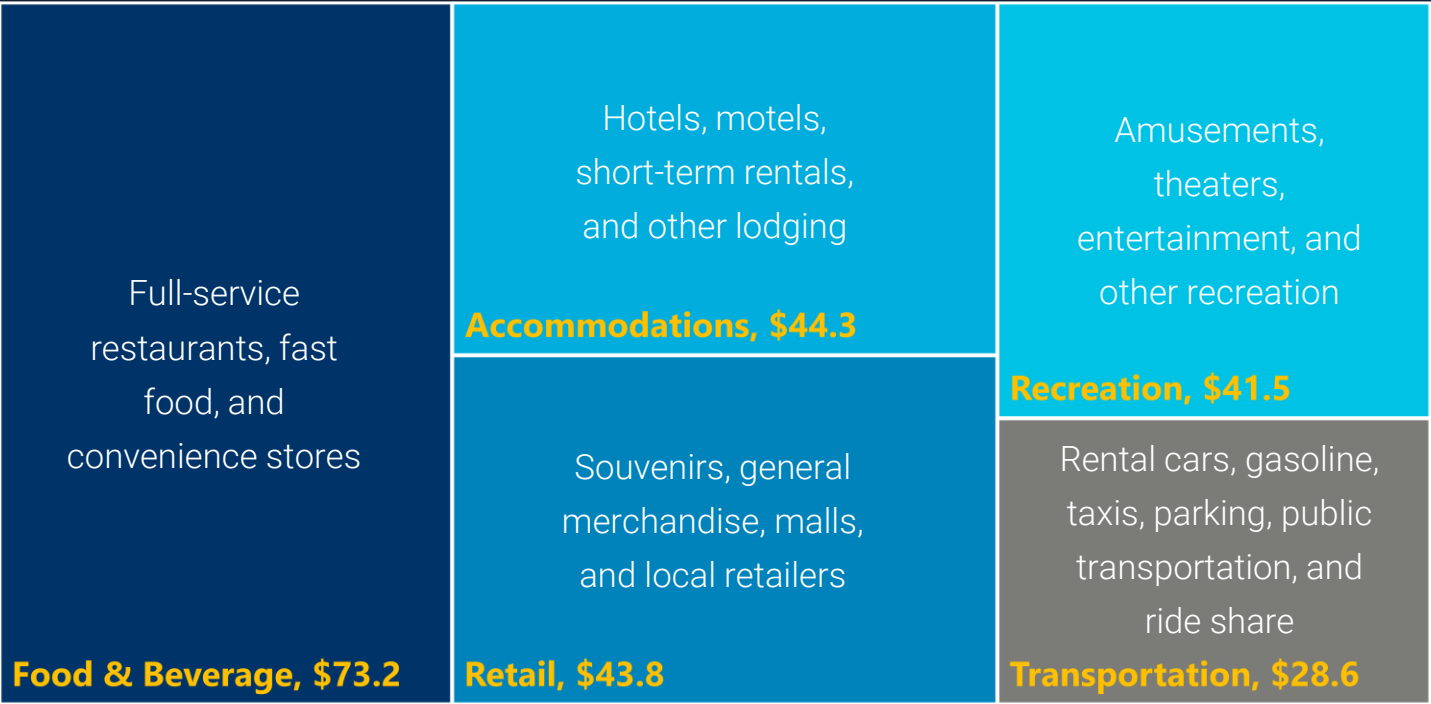 Full-service
restaurants, fast
food, and
convenience stores
Food & Beverage, $73.2
Hotels, motels,
short-term rentals,
and other lodging
Accommodations, $44.3
Souvenirs, general
merchandise, malls,
and local retailers
Retail, $43.8
Amusements,
theaters,
entertainment, and
other recreation
Recreation, $41.5
Rental cars, gasoline,
taxis, parking, public
transportation, and
ride share
Transportation, $28.6